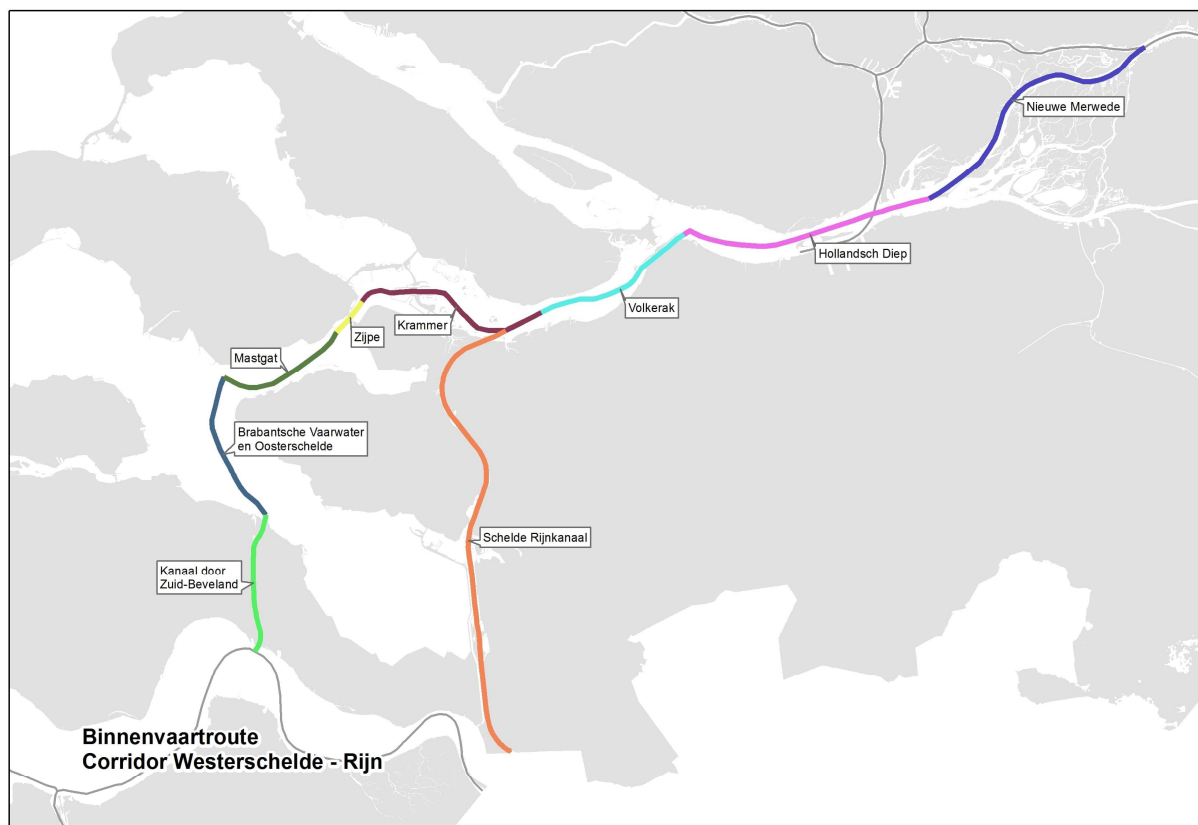 Nieuwe Merwede
Hollandsch Diep
Volkerak
Krammer
Zijpe
Mastgat
Brabantsche Vaarwater
en Oosterschelde
Schelde Rijnkanaal
Kanaal door
Zuid-Beveland
Binnenvaartroute
Corridor Westerschelde - Rijn